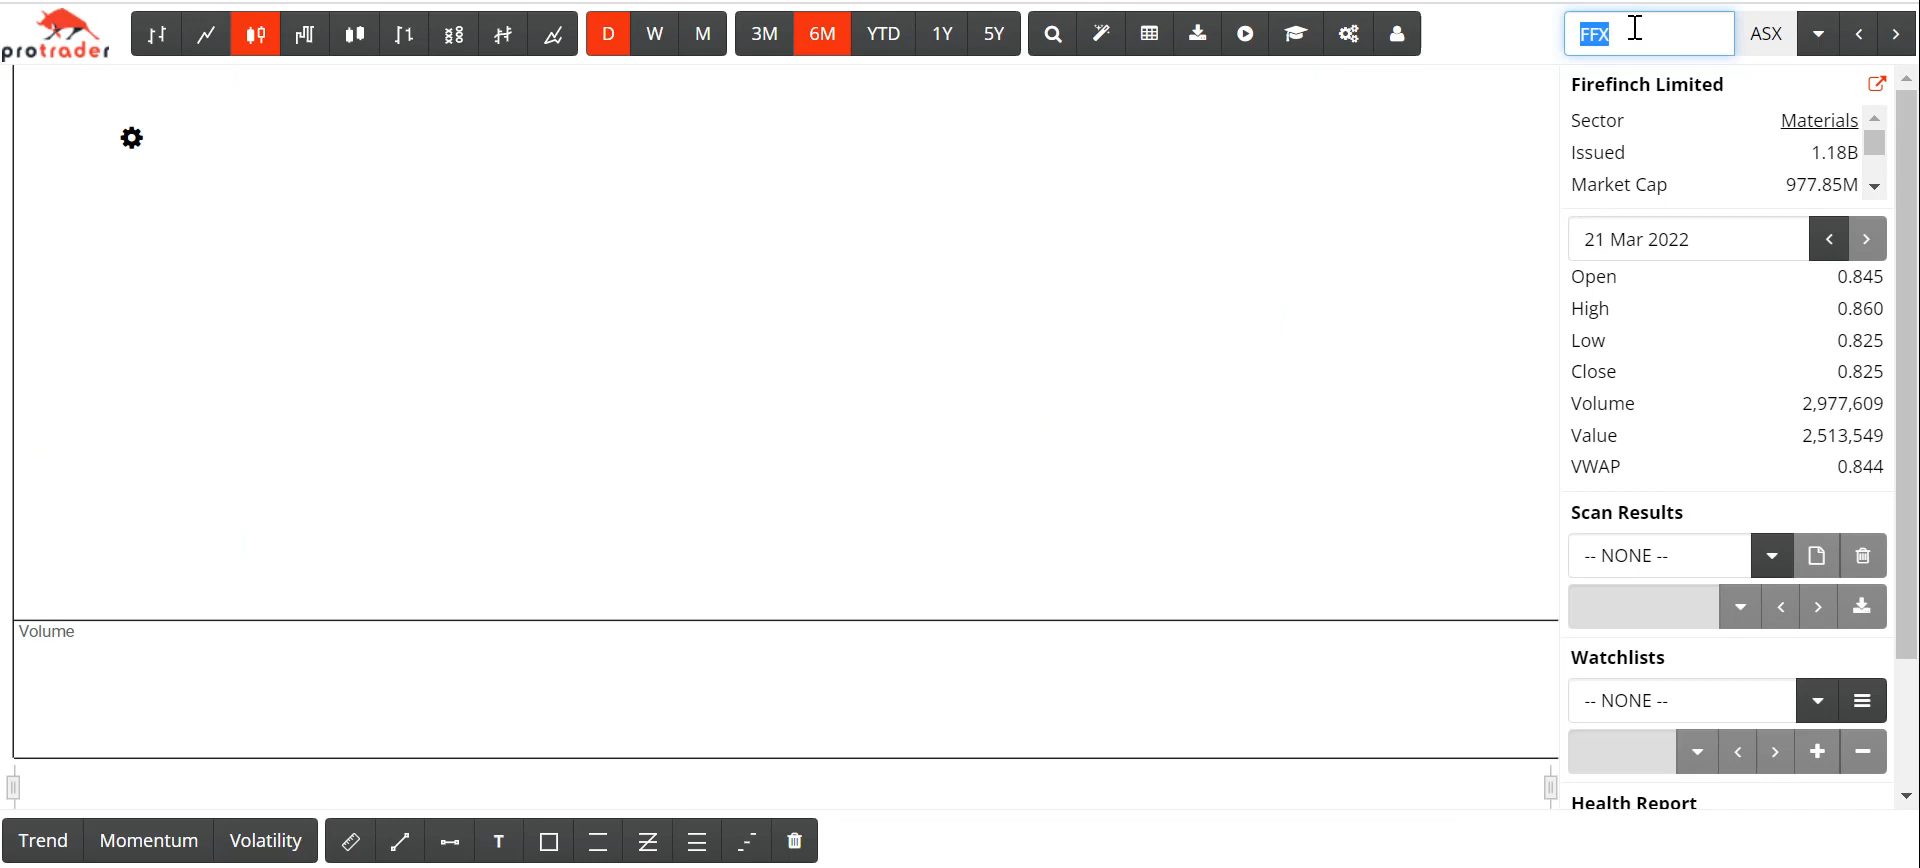 protrader
D W M
3M 6M YTD 1Y 5Y
FFX ASX
Firefinch Limited
Sector Materials
Issued 1.18B
Market Cap 977.85M
21 Mar 2022
Open 0.845
High 0.860
Low 0.825
Close 0.825
Volume 2,977,609
Value 2,513,549
VWAP 0.844
Scan Results
-- NONE --
Watchlists
-- NONE --
Health Report
Volume
Trend Momentum Volatility T